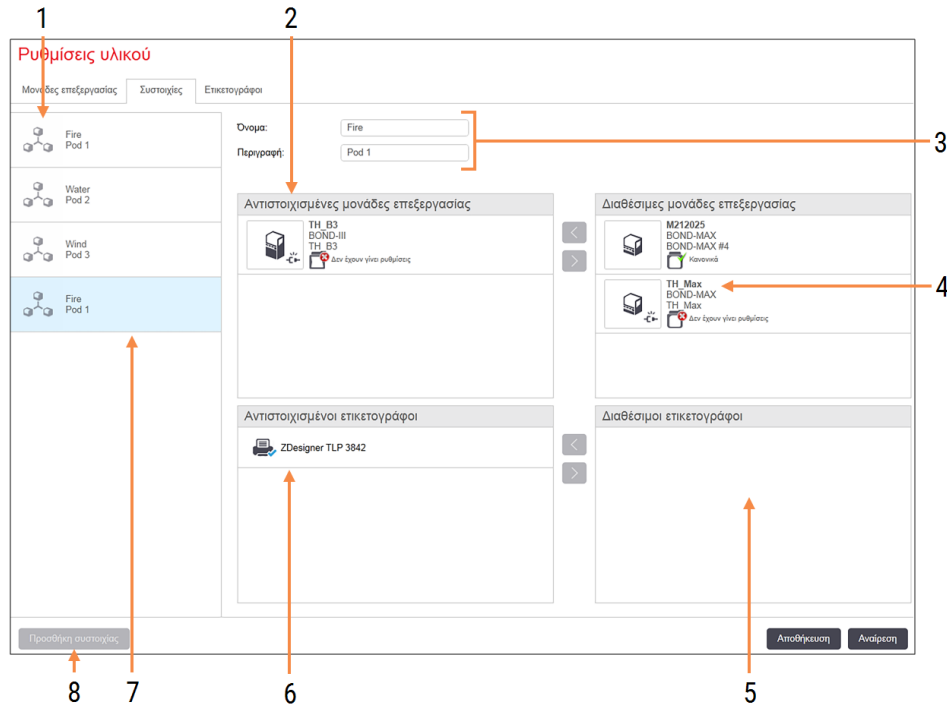 1
2
Ρυθμίσεις υλικού
Μονάδες επεξεργασίας
Συστοιχίες
Ετικετογράφοι
Fire
Pod 1
Water
Pod 2
Wind
Pod 3
Fire
Pod 1
Όνομα:
Fire
Περιγραφή:
Pod 1
3
Αντιστοιχισμένες μονάδες επεξεργασίας
TH_B3
BOND-III
TH_B3
Δεν έχουν γίνει ρυθμίσεις
<
>
Διαθέσιμες μονάδες επεξεργασίας
M212025
BOND-MAX
BOND-MAX #4
Κανονικά
TH_Max
BOND-MAX
TH_Max
Δεν έχουν γίνει ρυθμίσεις
4
Αντιστοιχισμένοι ετικετογράφοι
ZDesigner TLP 3842
<
>
Διαθέσιμοι ετικετογράφοι
Προσθήκη συστοιχίας
Αποθήκευση
Αναίρεση
8
7
6
5